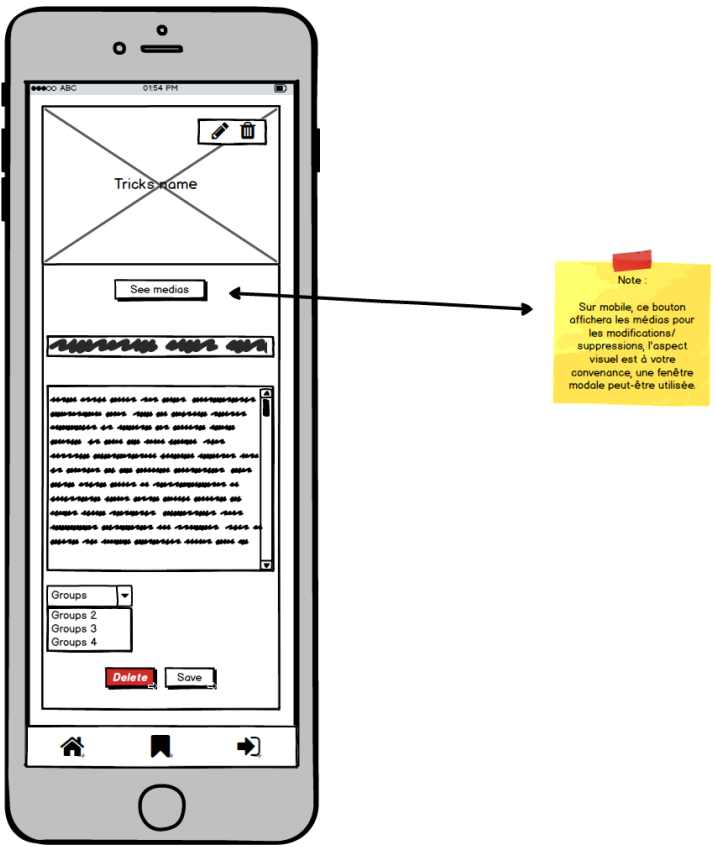 ABC 01:54 PM
Tricks name
See medias
Groups
Groups 2
Groups 3
Groups 4
Delete Save
Note :
Sur mobile, ce bouton
affichera les médias pour
les modifications/
suppressions, l'aspect
visuel est à votre
convenance, une fenêtre
modale peut-être utilisée.